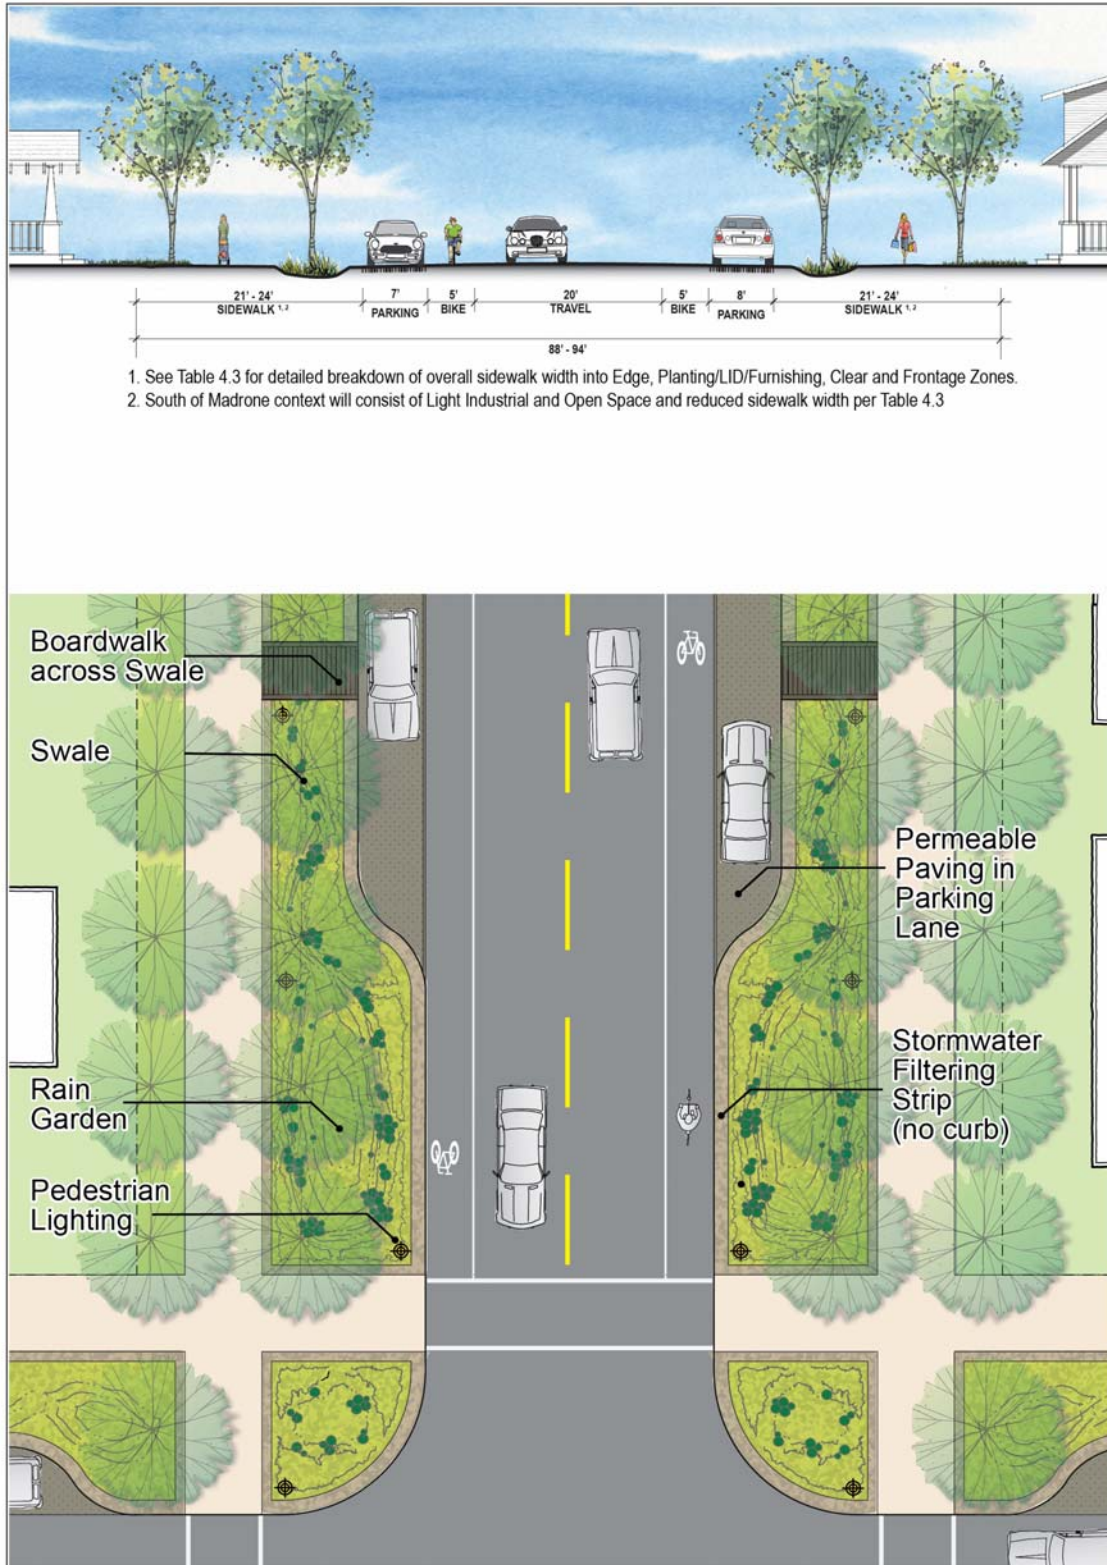 21' - 24' 7' 5' 20' 5' 8' 21' - 24'
SIDEWALK 1, 2 PARKING BIKE TRAVEL BIKE PARKING SIDEWALK 1, 2
88' - 94'
1. See Table 4.3 for detailed breakdown of overall sidewalk width into Edge, Planting/LID/Furnishing, Clear and Frontage Zones.
2. South of Madrone context will consist of Light Industrial and Open Space and reduced sidewalk width per Table 4.3
Boardwalk
across Swale
Swale
Permeable
Paving in
Parking
Lane
Rain
Garden
Stormwater
Filtering
Strip
(no curb)
Pedestrian
Lighting